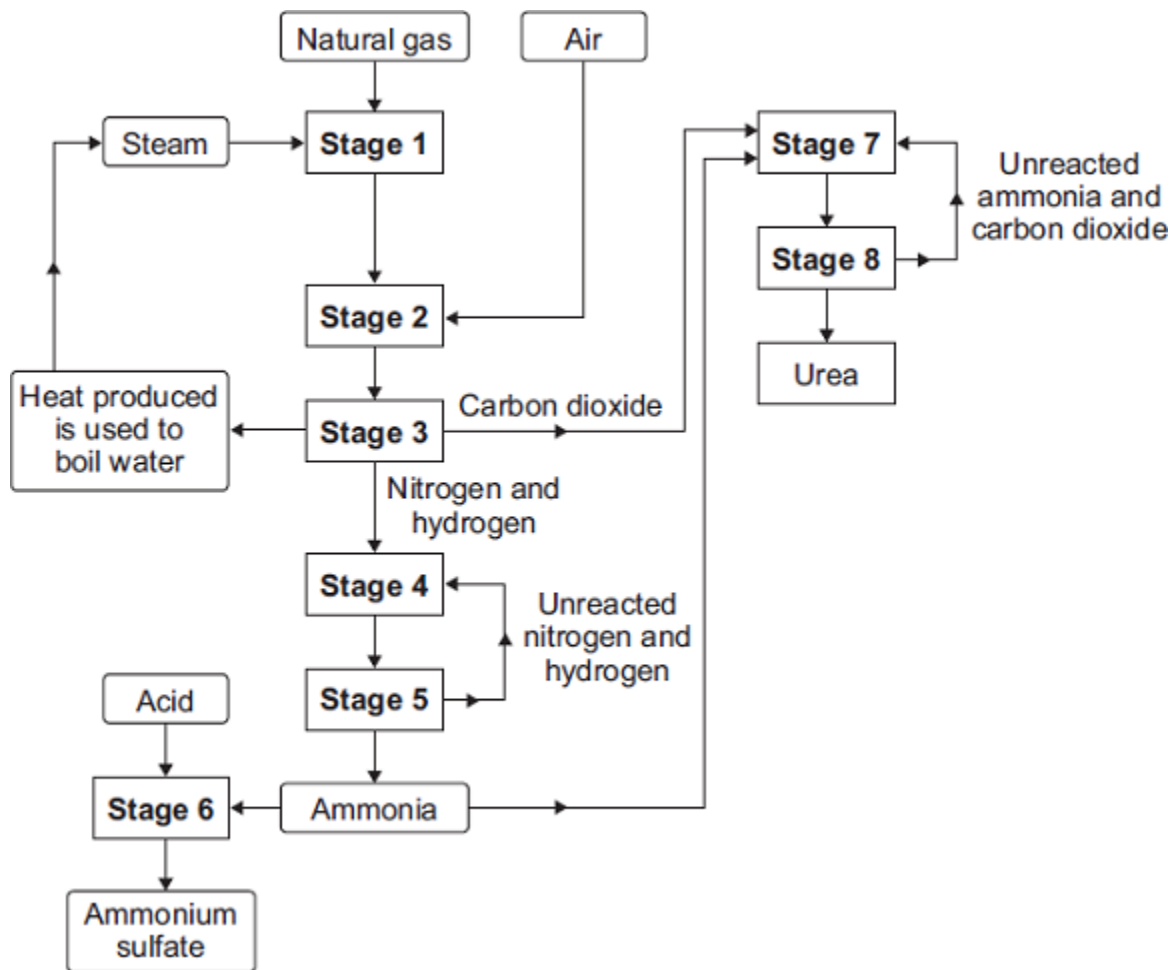 Natural gas
Air
Steam
Stage 1
Stage 7
Unreacted
ammonia and
carbon dioxide
Stage 8
Stage 2
Urea
Heat produced
is used to
boil water
Stage 3
Carbon dioxide
Nitrogen and
hydrogen
Stage 4
Unreacted
nitrogen and
hydrogen
Stage 5
Acid
Stage 6
Ammonia
Ammonium
sulfate